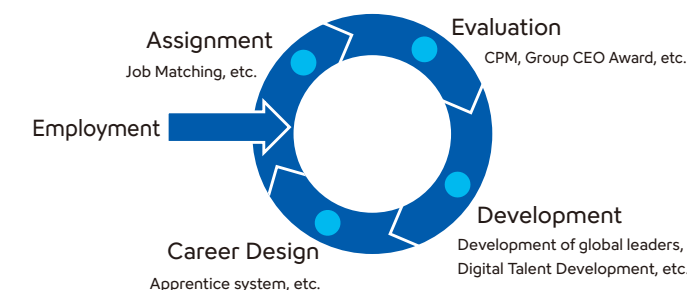 Assignment
Job Matching, etc.
Evaluation
CPM, Group CEO Award, etc.
Employment
Development
Development of global leaders,
Digital Talent Development, etc.
Career Design
Apprentice system, etc.